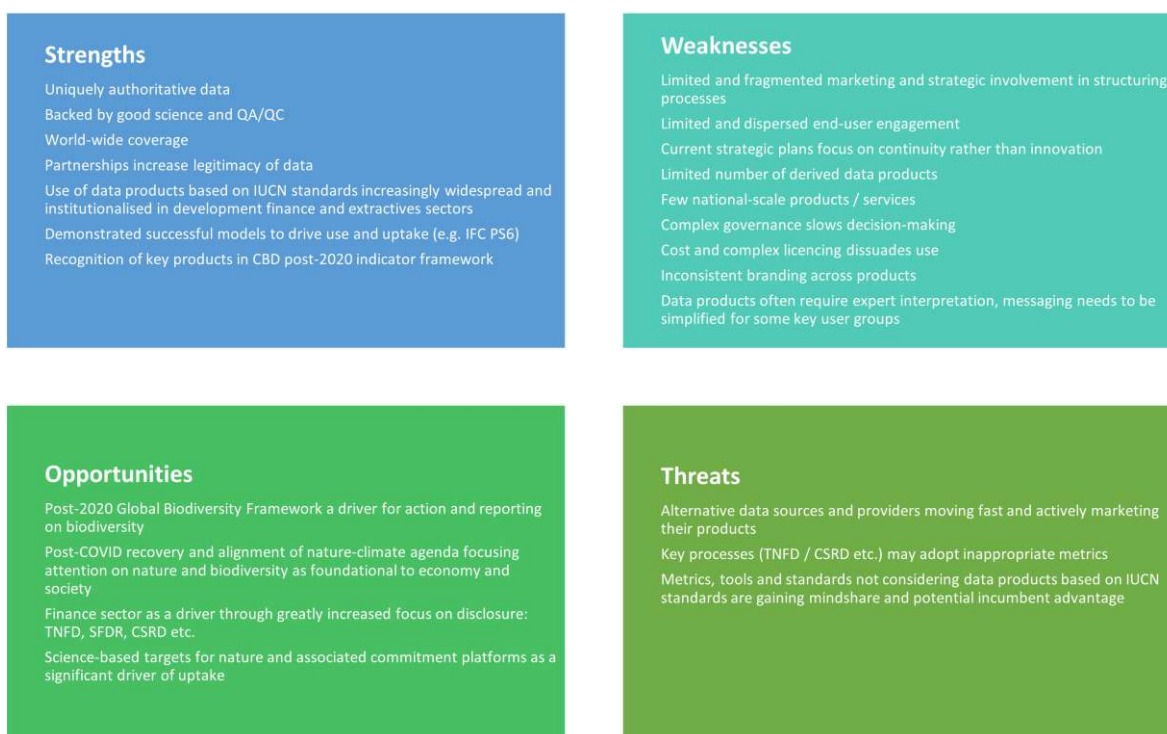 Strengths
Uniquely authoritative data
Backed by good science and QA/QC
World-wide coverage
Partnerships increase legitimacy of data
Use of data products based on IUCN standards increasingly widespread and
institutionalised in development finance and extractives sectors
Demonstrated successful models to drive use and uptake (e.g. IFC PS6)
Recognition of key products in CBD post-2020 indicator framework
Weaknesses
Limited and fragmented marketing and strategic involvement in structuring
processes
Limited and dispersed end-user engagement
Current strategic plans focus on continuity rather than innovation
Limited number of derived data products
Few national-scale products / services
Complex governance slows decision-making
Cost and complex licencing dissuades use
Inconsistent branding across products
Data products often require expert interpretation, messaging needs to be
simplified for some key user groups
Opportunities
Post-2020 Global Biodiversity Framework a driver for action and reporting
on biodiversity
Post-COVID recovery and alignment of nature-climate agenda focusing
attention on nature and biodiversity as foundational to economy and
society
Finance sector as a driver through greatly increased focus on disclosure:
TNFD, SFDR, CSRD etc.
Science-based targets for nature and associated commitment platforms as a
significant driver of uptake
Threats
Alternative data sources and providers moving fast and actively marketing
their products
Key processes (TNFD / CSRD etc.) may adopt inappropriate metrics
Metrics, tools and standards not considering data products based on IUCN
standards are gaining mindshare and potential incumbent advantage